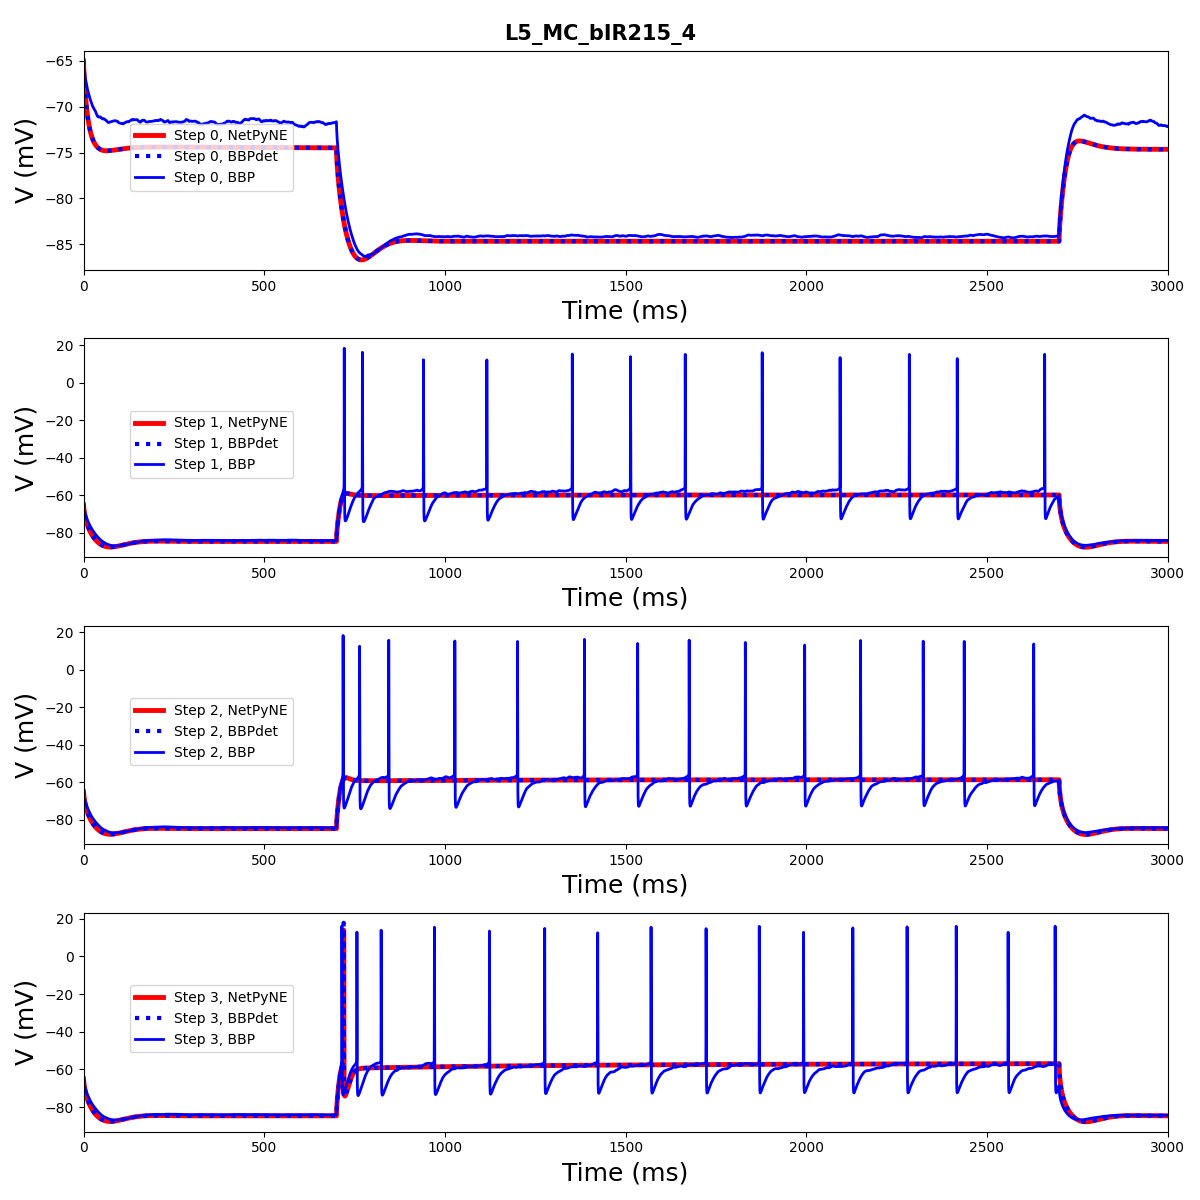 L5_MC_bIR215_4
−65
−70
−75
−80
−85
V (mV)
Step 0, NetPyNE
Step 0, BBPdet
Step 0, BBP
0 500 1000 1500 2000 2500 3000
Time (ms)
20
0
−20
−40
−60
−80
V (mV)
Step 1, NetPyNE
Step 1, BBPdet
Step 1, BBP
0 500 1000 1500 2000 2500 3000
Time (ms)
20
0
−20
−40
−60
−80
V (mV)
Step 2, NetPyNE
Step 2, BBPdet
Step 2, BBP
0 500 1000 1500 2000 2500 3000
Time (ms)
20
0
−20
−40
−60
−80
V (mV)
Step 3, NetPyNE
Step 3, BBPdet
Step 3, BBP
0 500 1000 1500 2000 2500 3000
Time (ms)